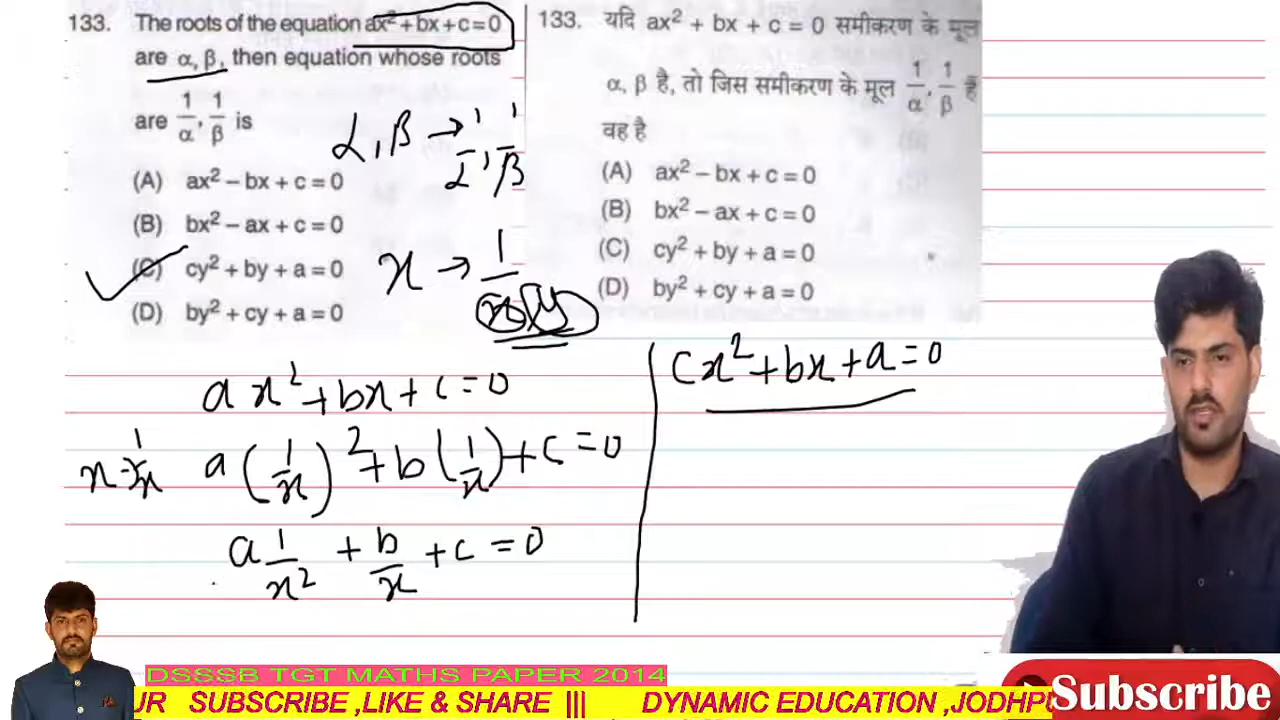 133. The roots of the equation ax² + bx + c = 0
are α, β, then equation whose roots
are 1/α, 1/β is
(A) ax² − bx + c = 0
(B) bx² − ax + c = 0
(C) cy² + by + a = 0
(D) by² + cy + a = 0
α, β → 1/α, 1/β
x → 1/x
y
133. यदि ax² + bx + c = 0 समीकरण के मूल
α, β है, तो जिस समीकरण के मूल 1/α, 1/β है
वह है
(A) ax² − bx + c = 0
(B) bx² − ax + c = 0
(C) cy² + by + a = 0
(D) by² + cy + a = 0
ax² + bx + c = 0
x → 1/x a(1/x)² + b(1/x) + c = 0
a 1/x² + b/x + c = 0
cx² + bx + a = 0
DSSSB TGT MATHS PAPER 2014
UR SUBSCRIBE ,LIKE & SHARE ||| DYNAMIC EDUCATION ,JODHPU
Subscribe